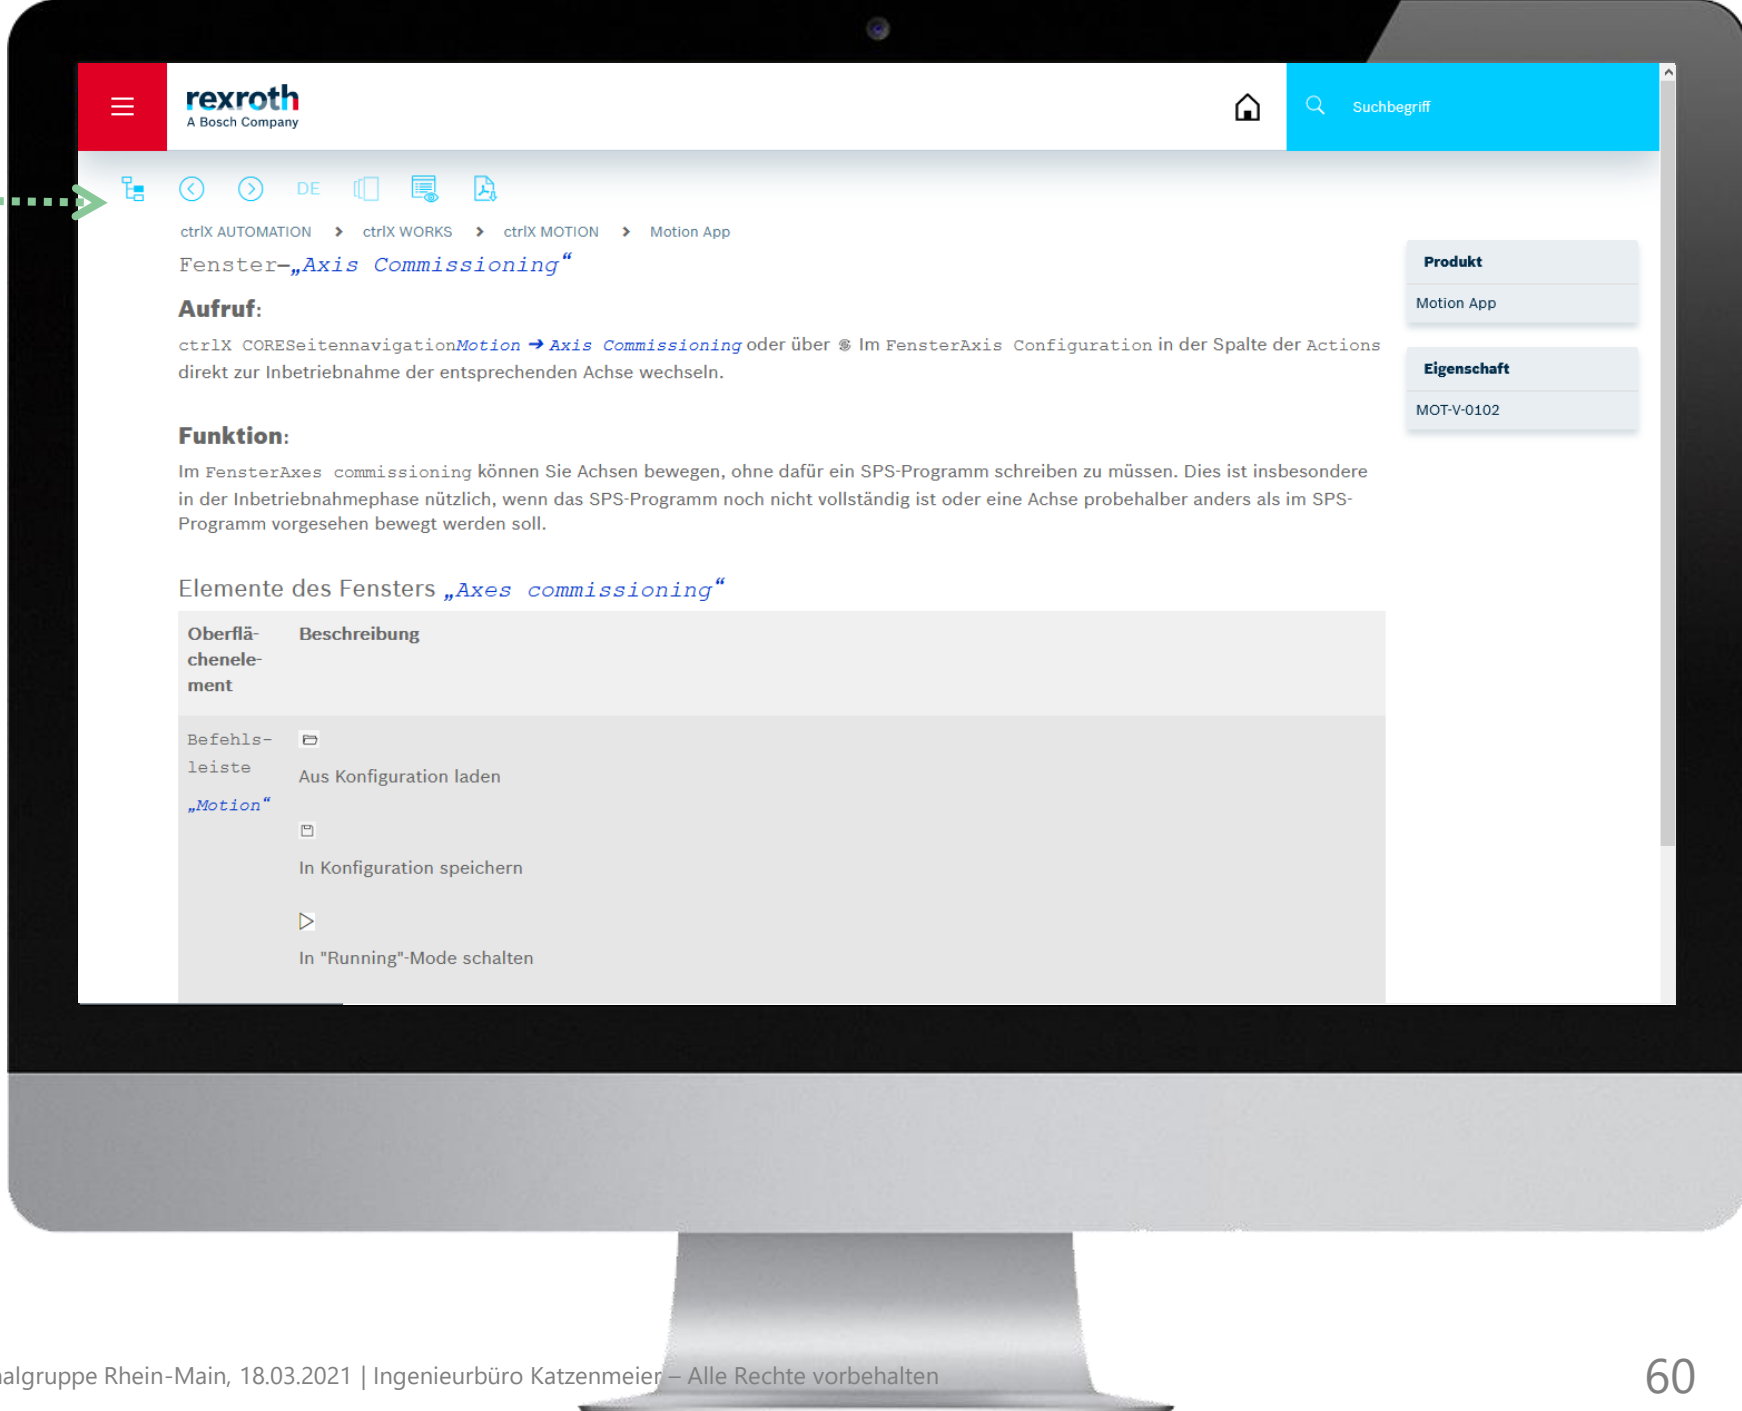 rexroth
A Bosch Company
Suchbegriff
DE
ctrlX AUTOMATION > ctrlX WORKS > ctrlX MOTION > Motion App
Fenster–„Axis Commissioning“
Aufruf:
ctrlX CORESeitennavigationMotion ➔ Axis Commissioning oder über Im FensterAxis Configuration in der Spalte der Actions
direkt zur Inbetriebnahme der entsprechenden Achse wechseln.
Funktion:
Im FensterAxes commissioning können Sie Achsen bewegen, ohne dafür ein SPS-Programm schreiben zu müssen. Dies ist insbesondere
in der Inbetriebnahmephase nützlich, wenn das SPS-Programm noch nicht vollständig ist oder eine Achse probehalber anders als im SPS-
Programm vorgesehen bewegt werden soll.
Elemente des Fensters „Axes commissioning“
Oberflä-
chenele-
ment
Beschreibung
Befehls-
leiste
„Motion“
Aus Konfiguration laden
In Konfiguration speichern
In "Running"-Mode schalten
Produkt
Motion App
Eigenschaft
MOT-V-0102
algruppe Rhein-Main, 18.03.2021 | Ingenieurbüro Katzenmeier – Alle Rechte vorbehalten
60